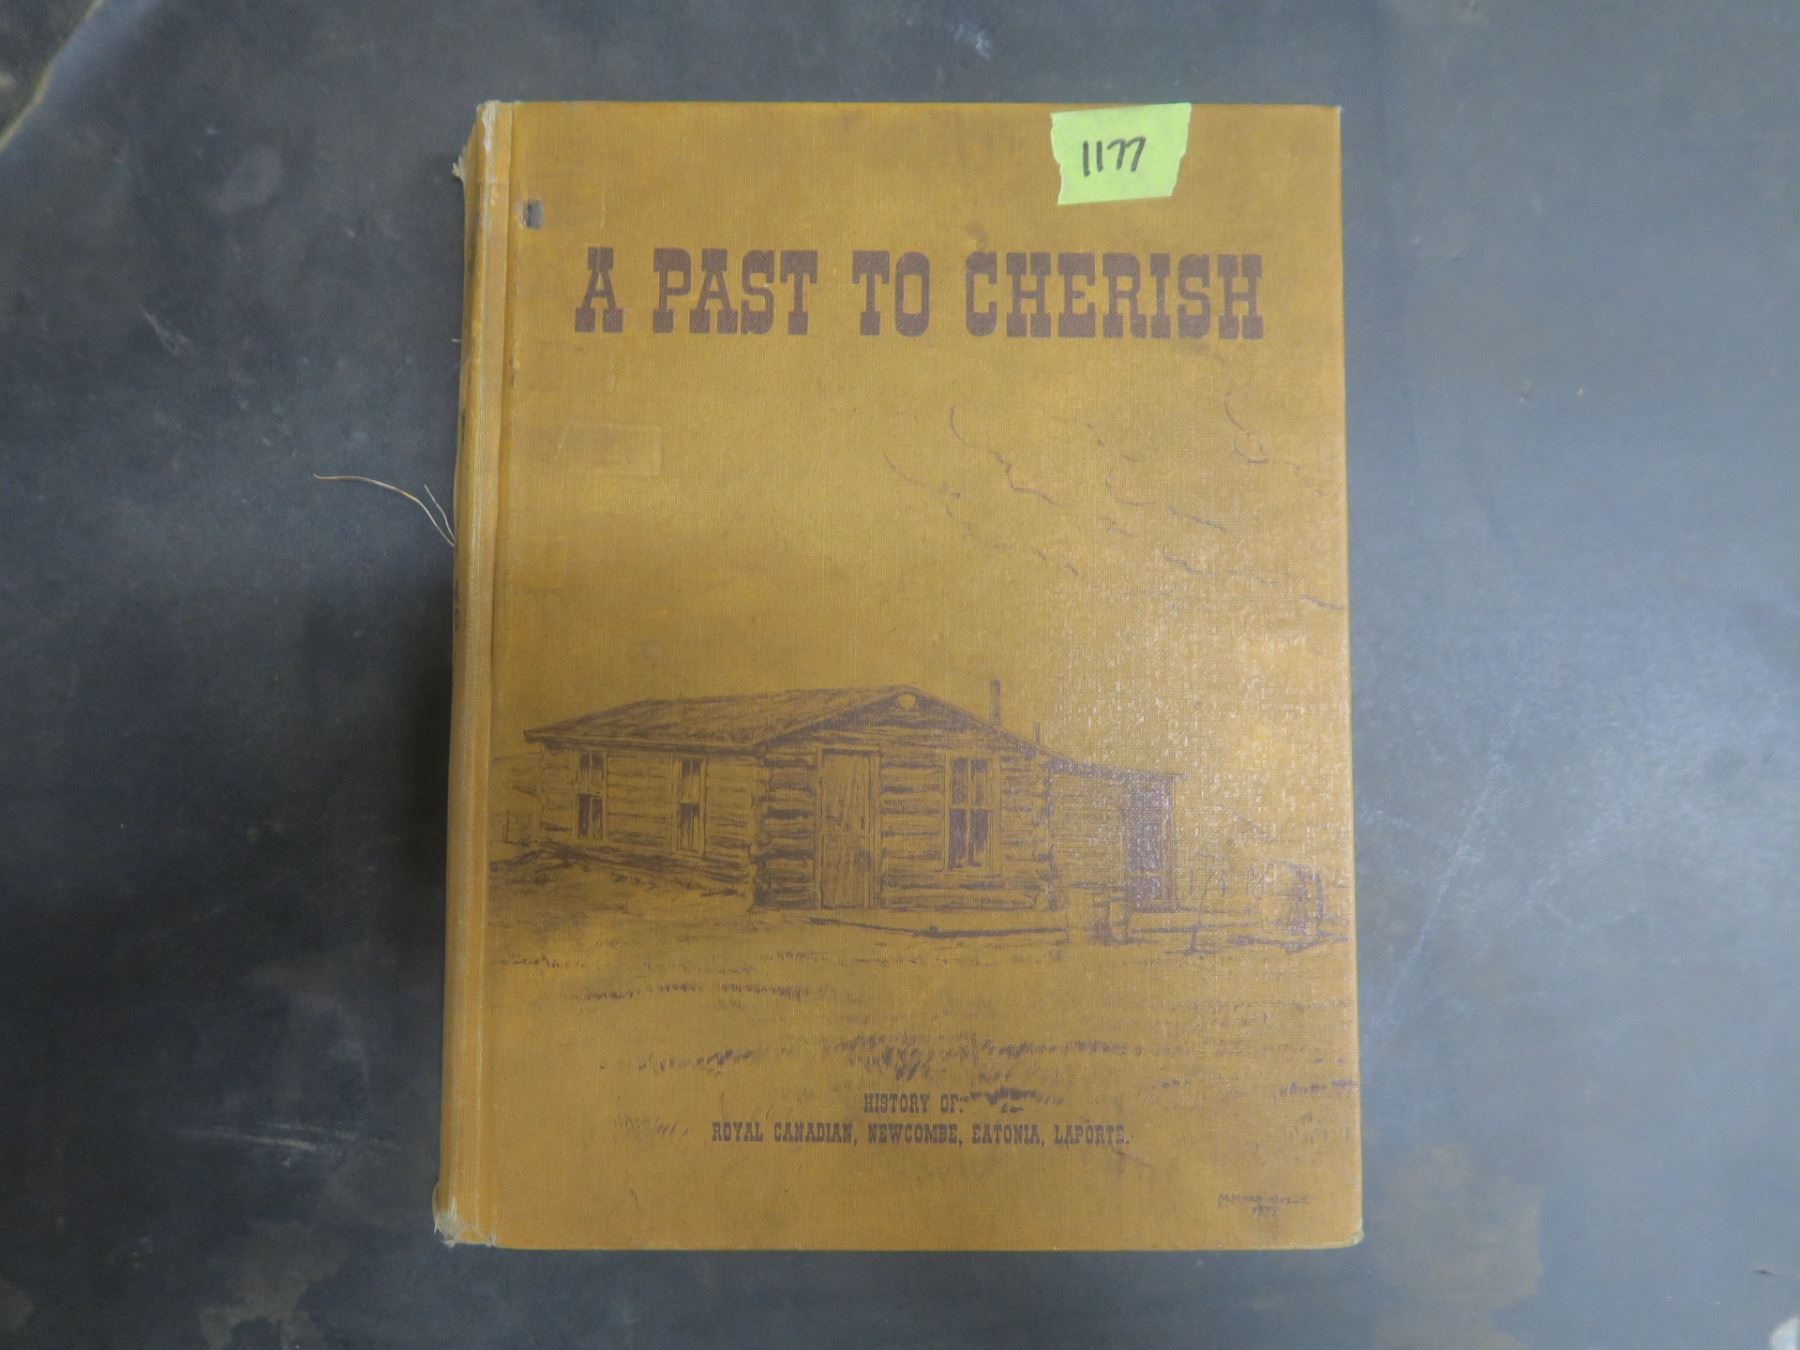 1177
A PAST TO CHERISH
HISTORY OF:
ROYAL CANADIAN, NEWCOMBE, EATONIA, LAPORTE.